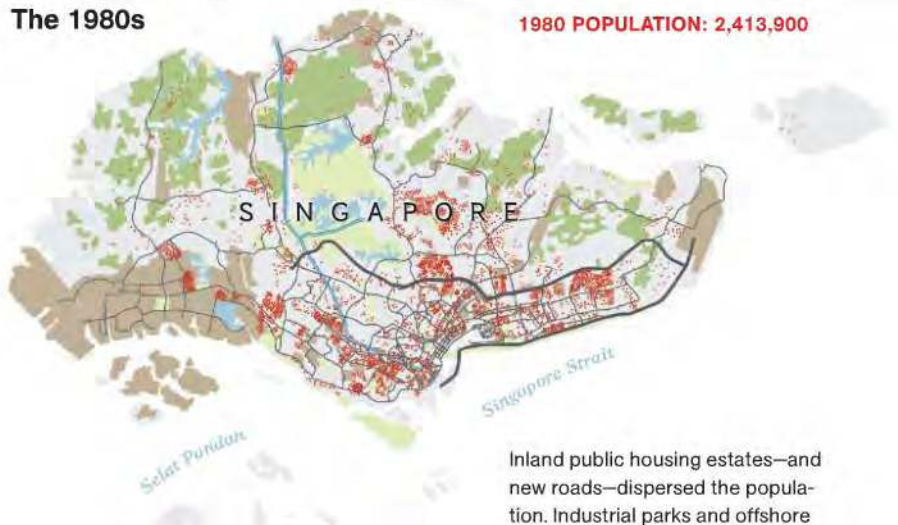 The 1980s
1980 POPULATION: 2,413,900
SINGAPORE
Singapore Strait
Selat Pandan
Inland public housing estates—and
new roads—dispersed the popula-
tion. Industrial parks and offshore